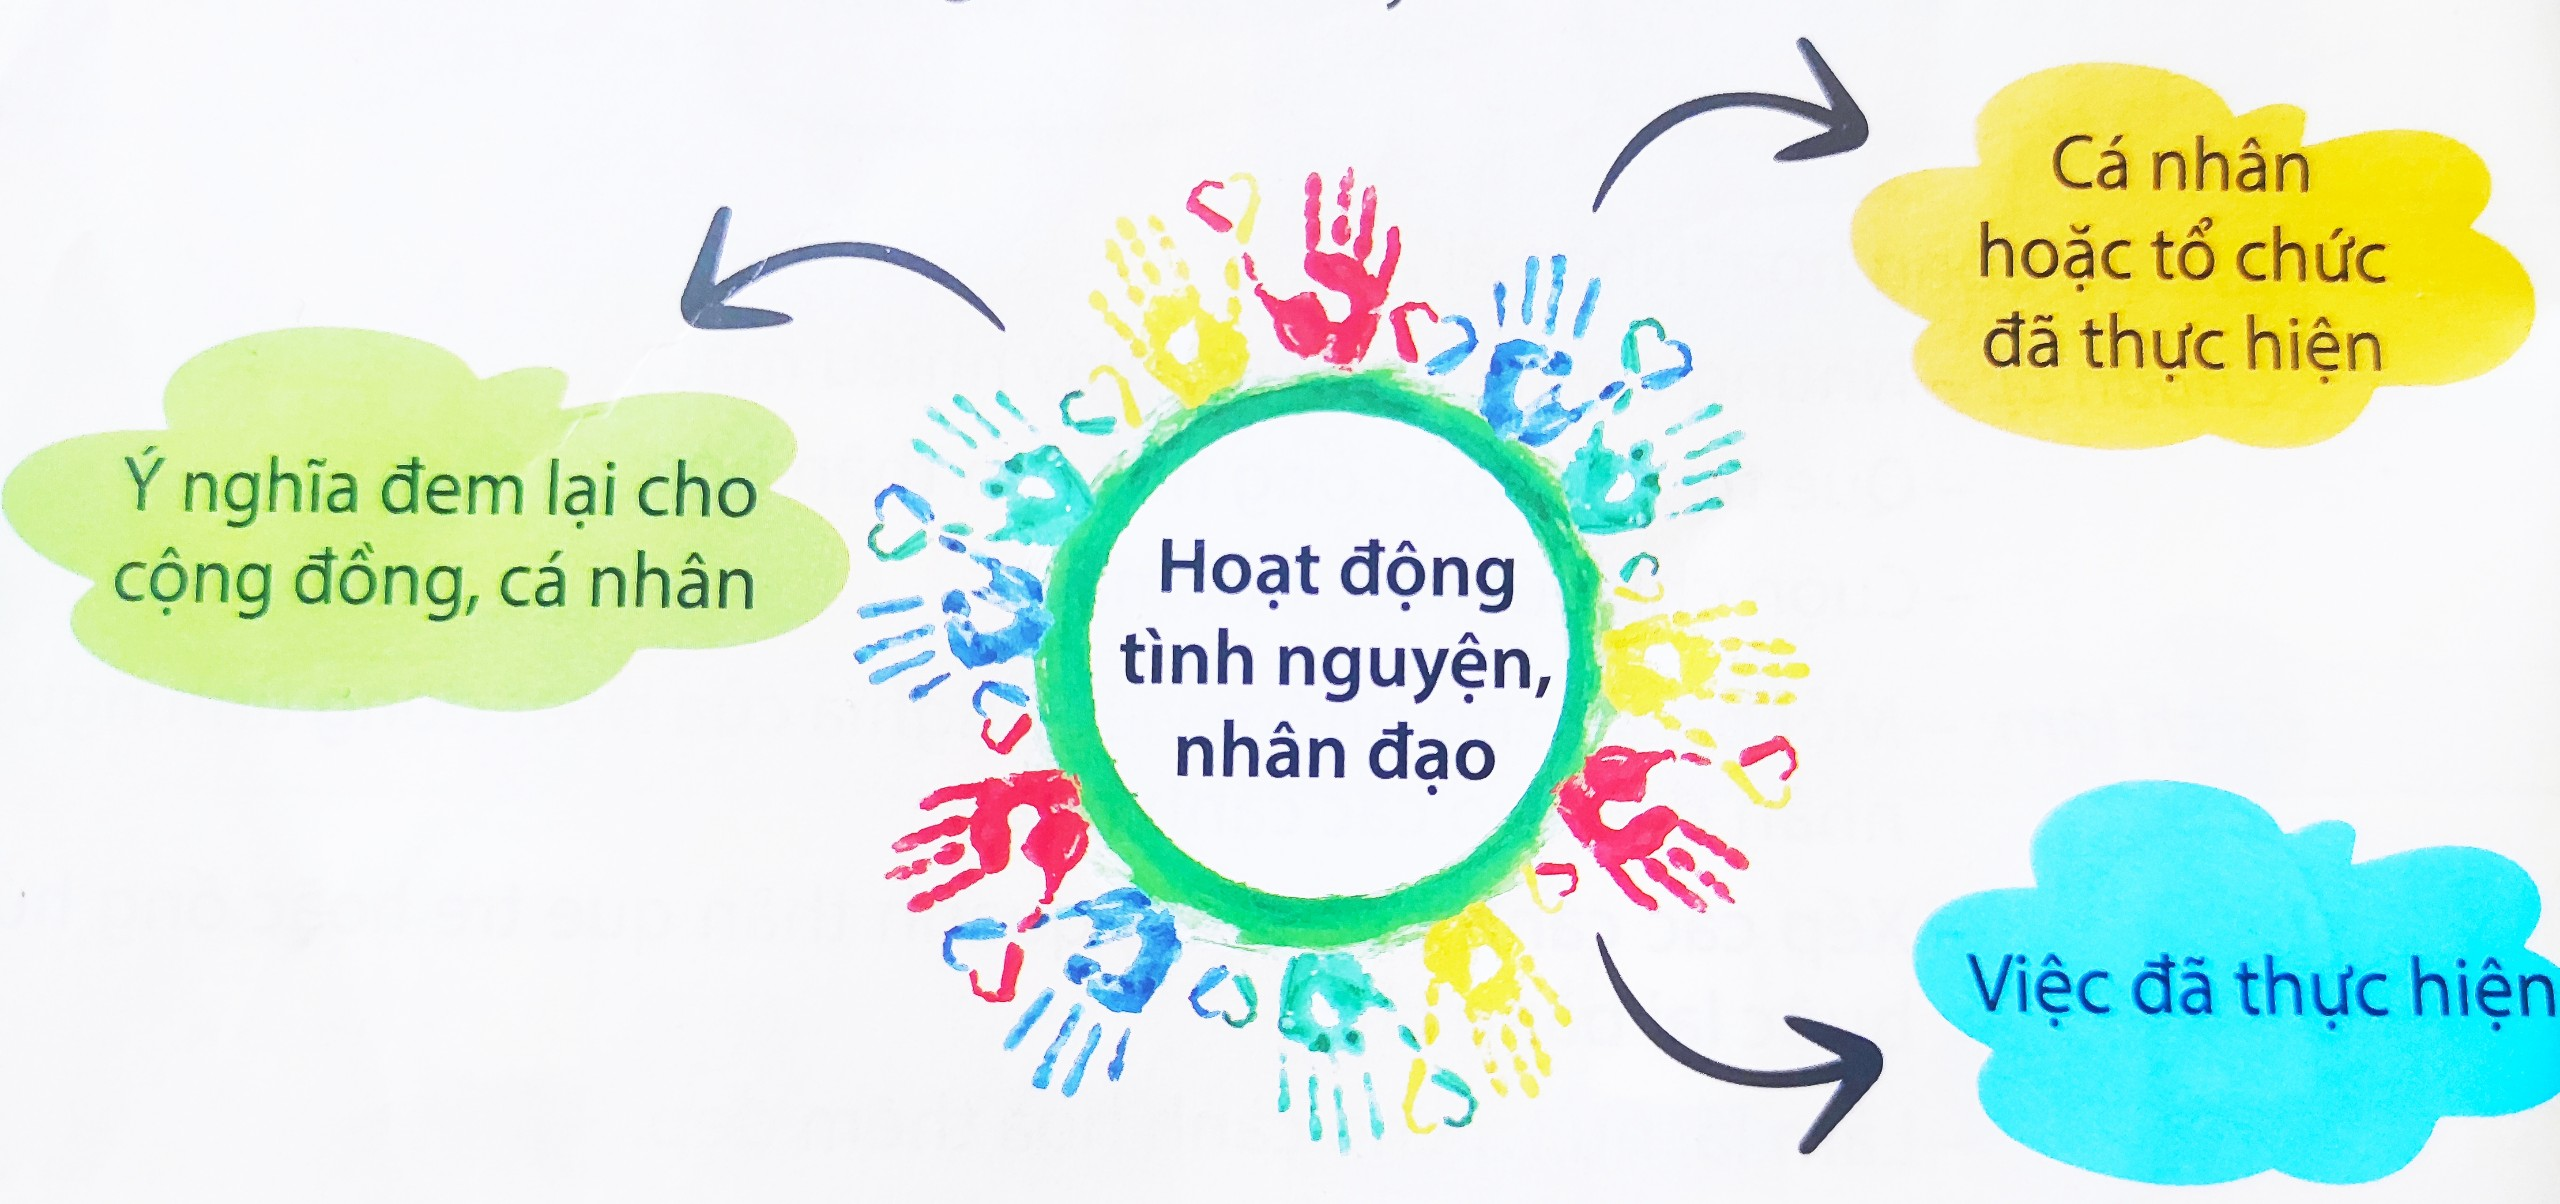 Cá nhân
hoặc tổ chức
đã thực hiện
Ý nghĩa đem lại cho
cộng đồng, cá nhân
Hoạt động
tình nguyện,
nhân đạo
Việc đã thực hiện